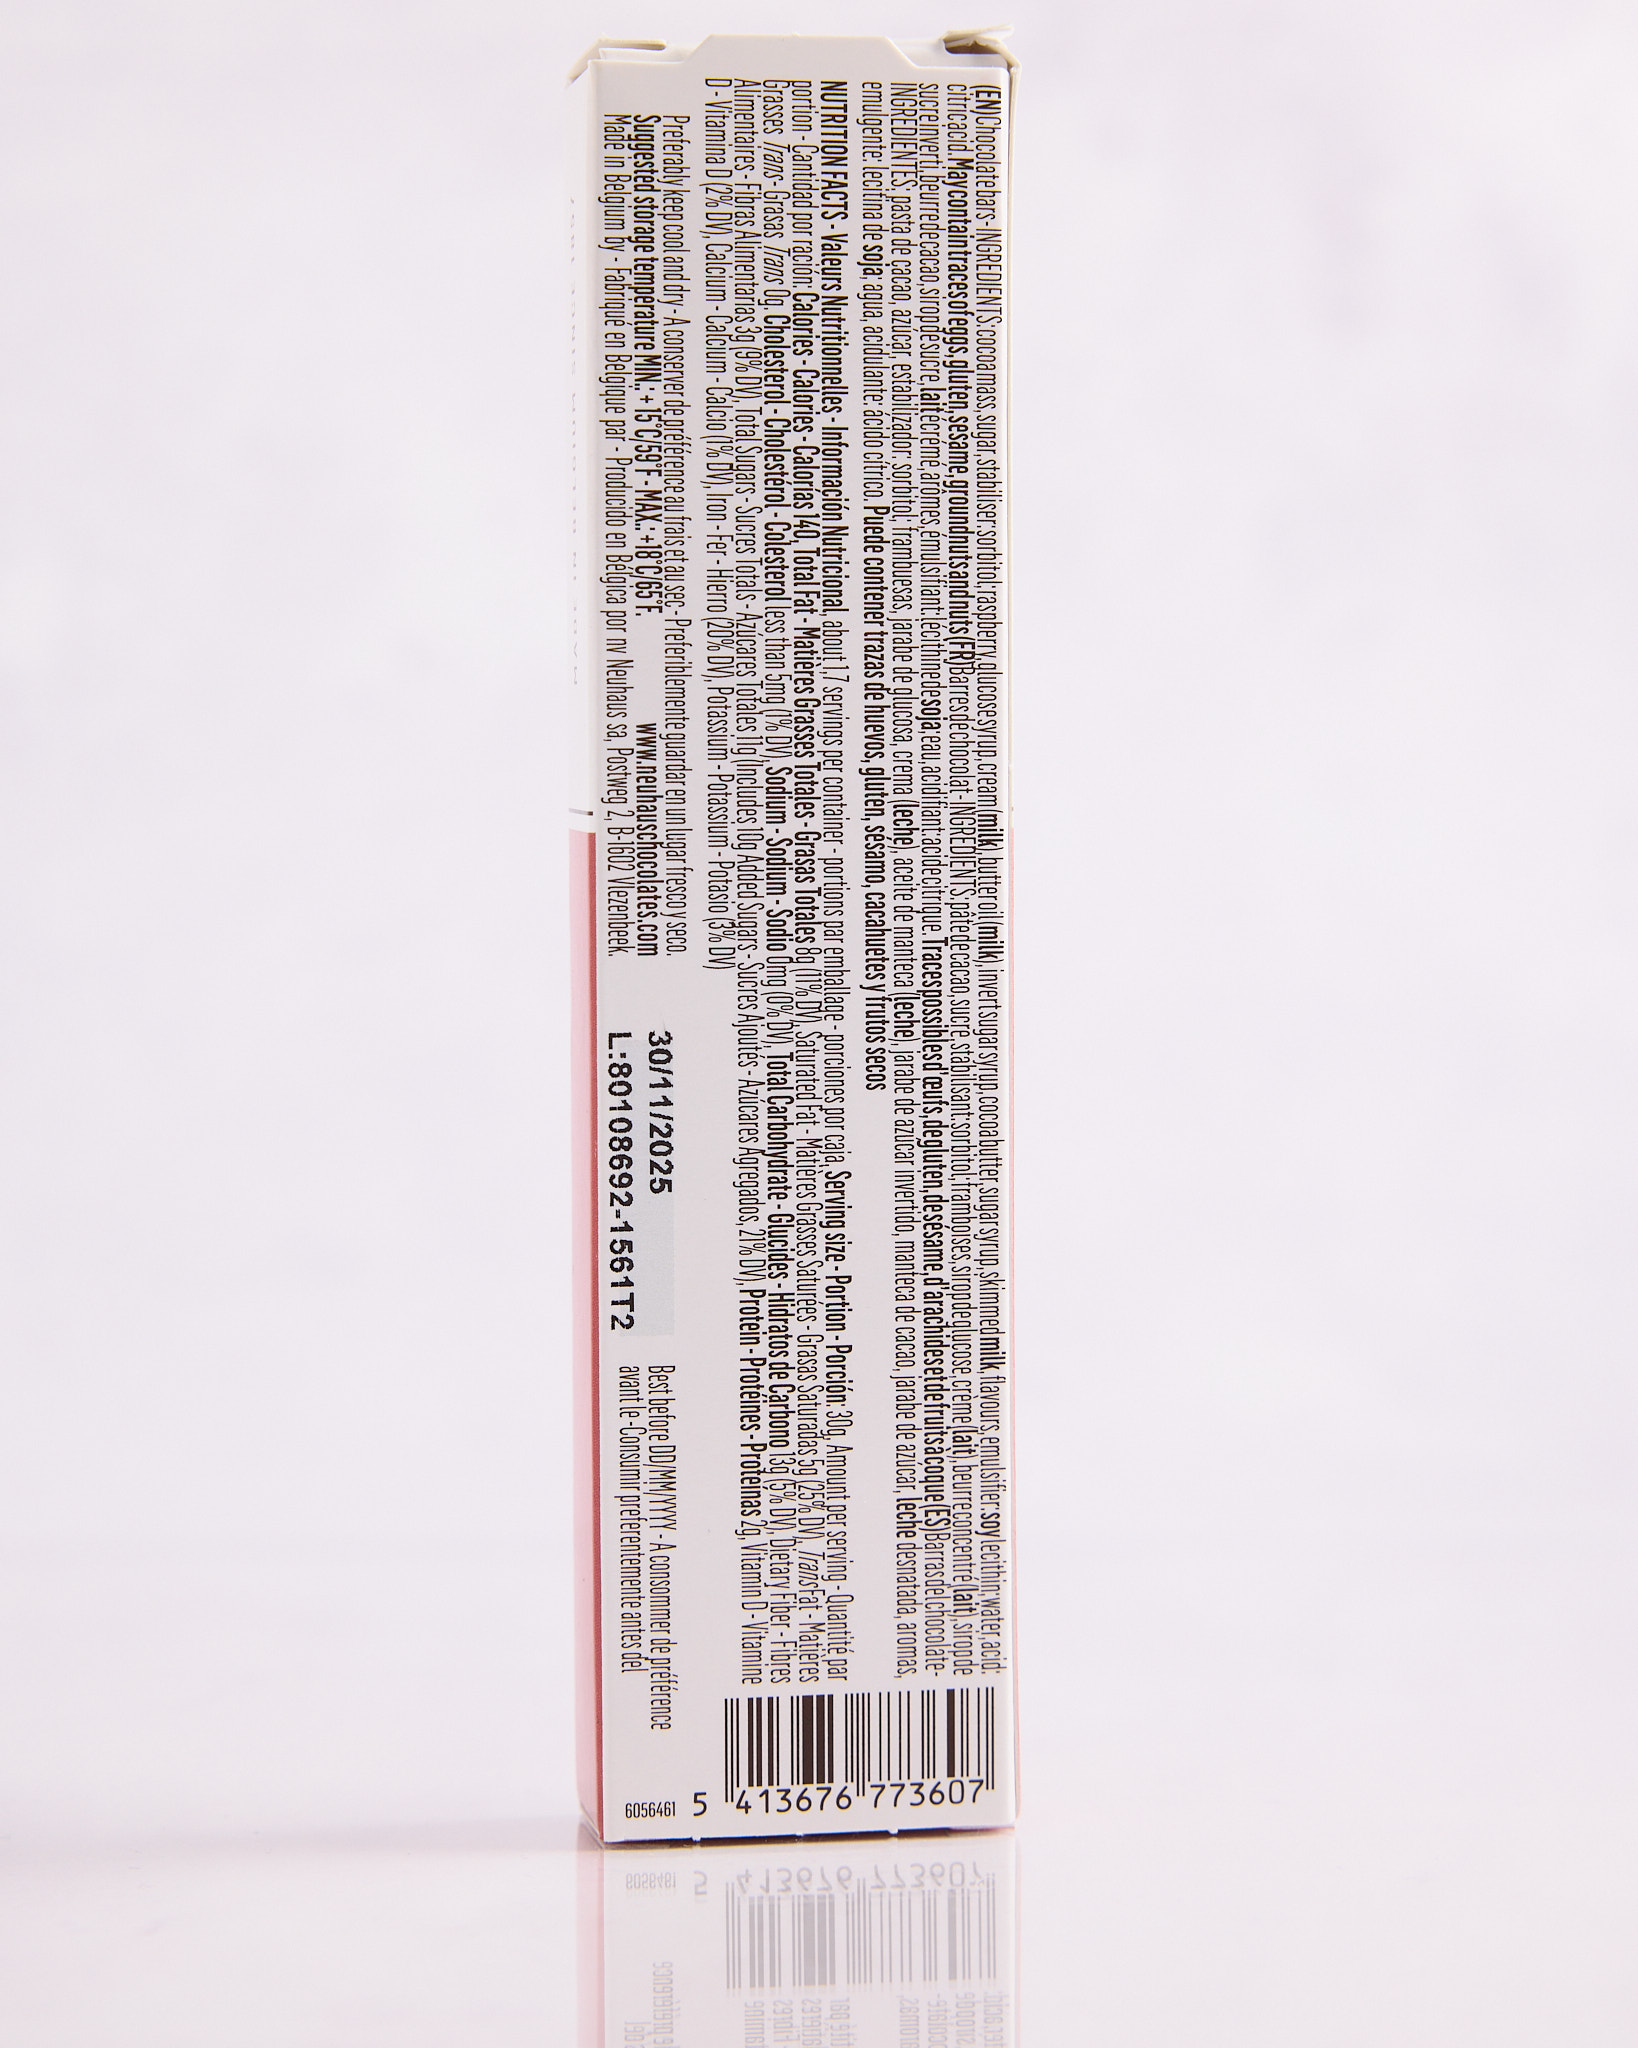 (EN)Chocolate bars - INGREDIENTS: cocoa mass, sugar, stabiliser: sorbitol; raspberry, glucose syrup, cream (milk), butter oil (milk), invert sugar syrup, cocoa butter, sugar syrup, skimmed milk, flavours, emulsifier: soy lecithin; water, acid:
citric acid. May contain traces of eggs, gluten, sesame, groundnuts and nuts (FR)Barres de chocolat - INGREDIENTS: pâte de cacao, sucre, stabilisant: sorbitol; framboises, sirop de glucose, crème (lait), beurre concentré (lait), sirop de
sucre inverti, beurre de cacao, sirop de sucre, lait écrémé, arômes, émulsifiant: lécithine de soja; eau, acidifiant: acide citrique. Traces possibles d'œufs, de gluten, de sésame, d'arachides et de fruits à coque (ES)Barras del chocolate -
INGREDIENTES: pasta de cacao, azúcar, estabilizador: sorbitol; frambuesas, jarabe de glucosa, crema (leche), aceite de manteca (leche), jarabe de azúcar invertido, manteca de cacao, jarabe de azúcar, leche desnatada, aromas,
emulgente: lecitina de soja; agua, acidulante: ácido cítrico. Puede contener trazas de huevos, gluten, sésamo, cacahuetes y frutos secos
NUTRITION FACTS - Valeurs Nutritionnelles - Información Nutricional, about 1,7 servings per container - portions par emballage - porciones por caja, Serving size - Portion - Porción: 30g, Amount per serving - Quantité par
portion - Cantidad por ración: Calories - Calories - Calorías 140, Total Fat - Matières Grasses Totales - Grasas Totales 8g (11% DV), Saturated Fat - Matières Grasses Saturées - Grasas Saturadas 5g (25% DV), Trans Fat - Matières
Grasses Trans - Grasas Trans 0g, Cholesterol - Cholestérol - Colesterol less than 5mg (1% DV), Sodium - Sodium - Sodio 0mg (0% DV), Total Carbohydrate - Glucides - Hidratos de Carbono 13g (5% DV), Dietary Fiber - Fibres
Alimentaires - Fibras Alimentarias 3g (9% DV), Total Sugars - Sucres Totals - Azúcares Totales 11g (Includes 10g Added Sugars - Sucres Ajoutés - Azúcares Agregados, 21% DV), Protein - Protéines - Proteínas 2g, Vitamin D - Vitamine
D - Vitamina D (2% DV), Calcium - Calcium - Calcio (1% DV), Iron - Fer - Hierro (20% DV), Potassium - Potassium - Potasio (3% DV)
Preferably keep cool and dry - A conserver de préférence au frais et au sec - Preferiblemente guardar en un lugar fresco y seco.
Suggested storage temperature MIN.: + 15°C/59°F - MAX.: +18°C/65°F. www.neuhauschocolates.com
Made in Belgium by - Fabriqué en Belgique par - Producido en Bélgica por nv Neuhaus sa, Postweg 2, B-1602 Vlezenbeek.
30/11/2025
L:80108692-1561T2
Best before DD/MM/YYYY - A consommer de préférence
avant le - Consumir preferentemente antes del
5 413676 773607
6056461